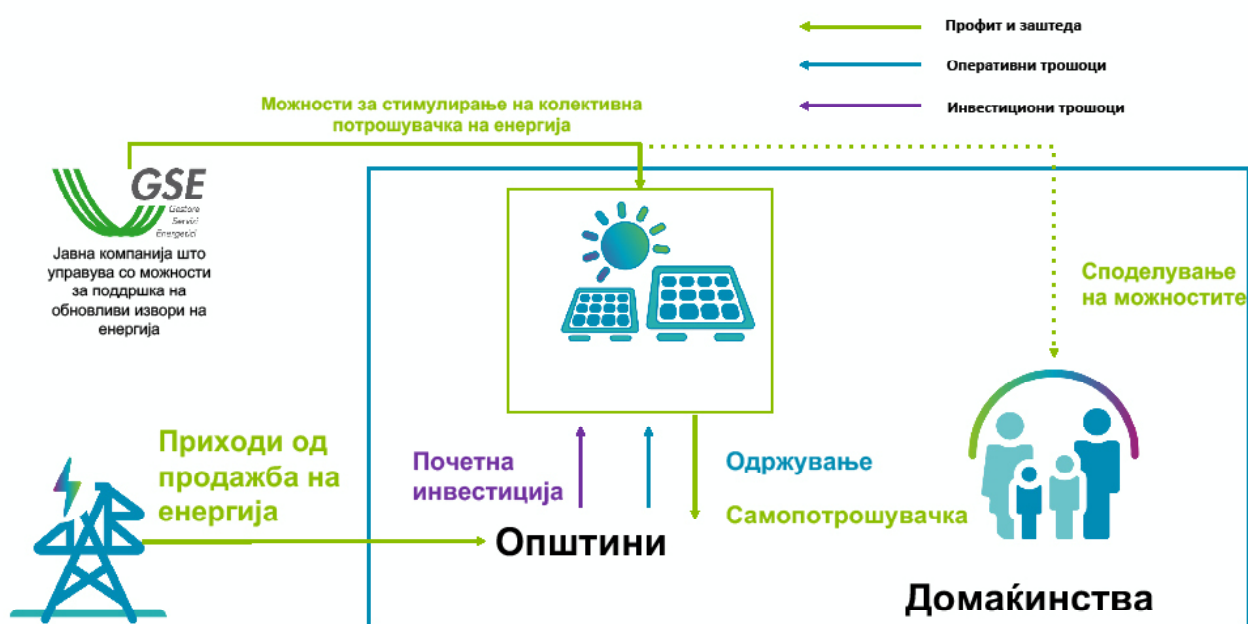 Профит и заштеда
Оперативни трошоци
Инвестициони трошоци
Можности за стимулирање на колективна
потрошувачка на енергија
GSE
Gestore
Servizi
Energetici
Јавна компанија што
управува со можности
за поддршка на
обновливи извори на
енергија
Споделување
на можностите
Приходи од
продажба на
енергија
Почетна
инвестиција
Одржување
Самопотрошувачка
Општини
Домаќинства